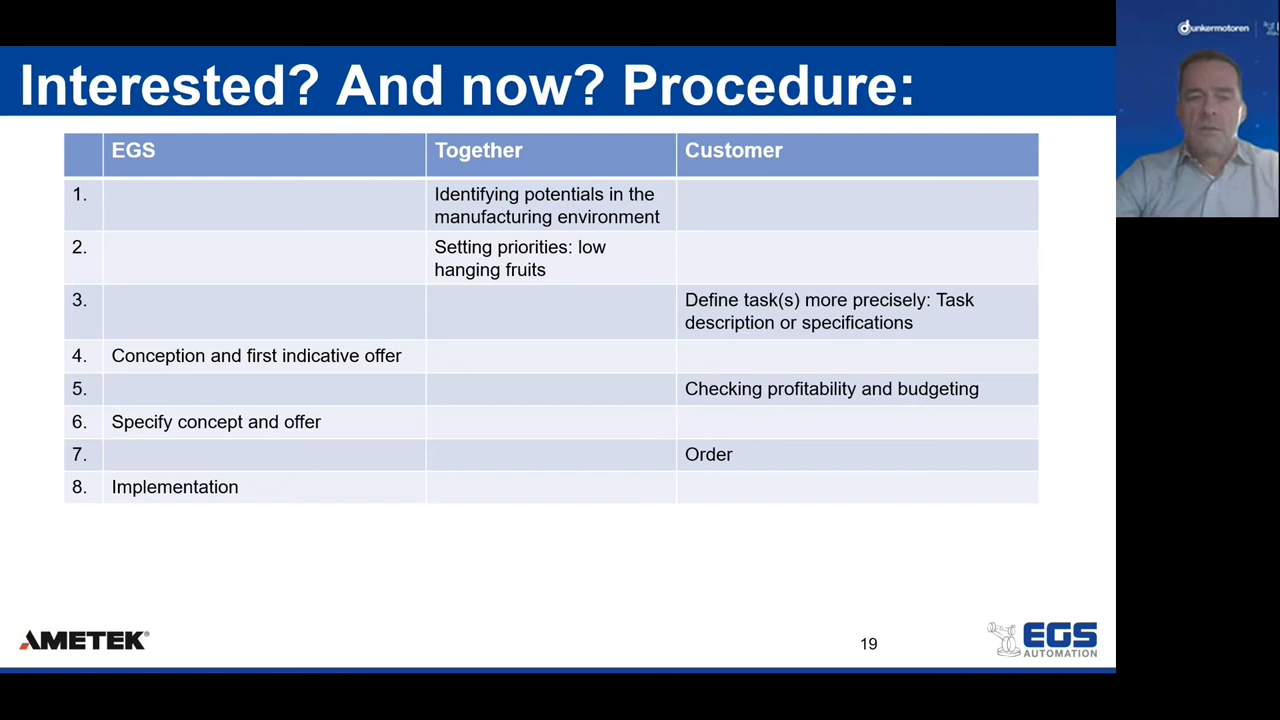 Interested? And now? Procedure:
EGS Together Customer
1. Identifying potentials in the
manufacturing environment
2. Setting priorities: low
hanging fruits
3. Define task(s) more precisely: Task
description or specifications
4. Conception and first indicative offer
5. Checking profitability and budgeting
6. Specify concept and offer
7. Order
8. Implementation
AMETEK®
19
EGS
AUTOMATION
dunkermotoren